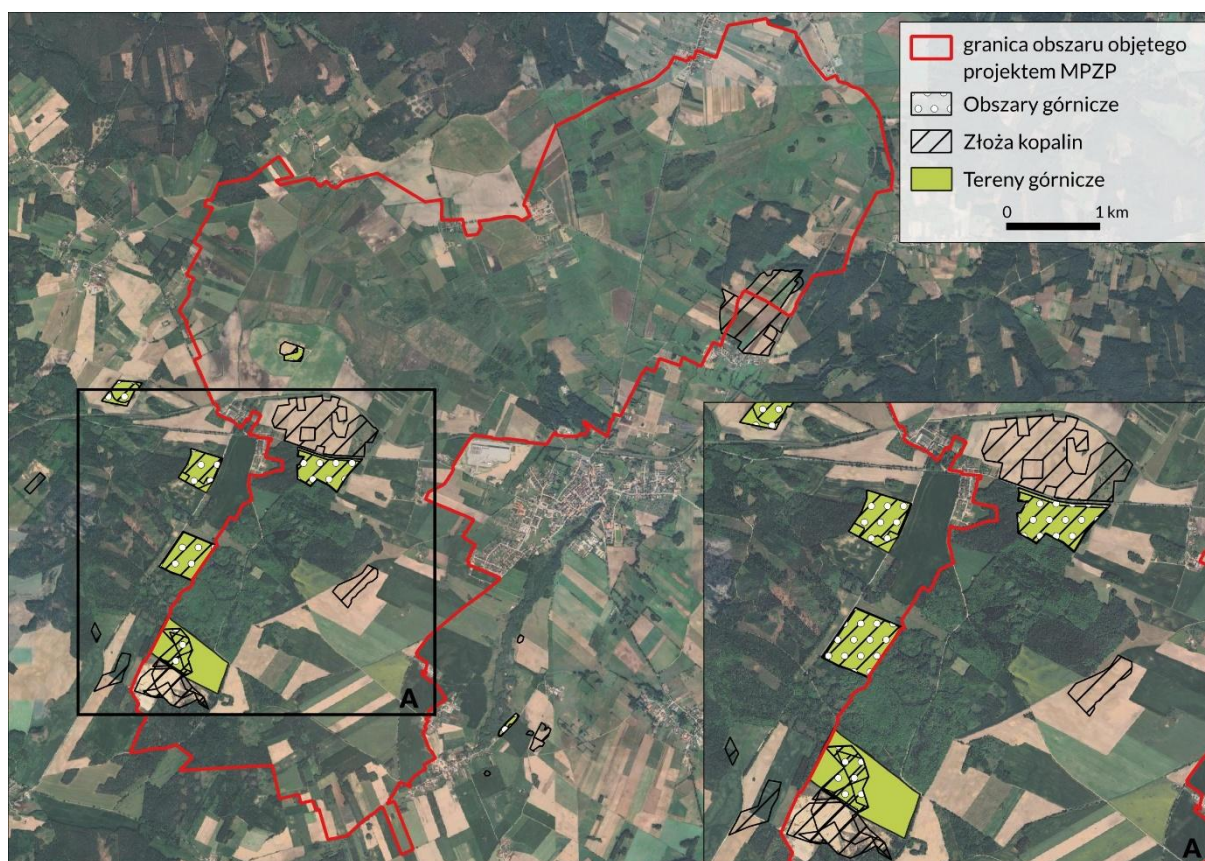 granica obszaru objętego
projektem MPZP
Obszary górnicze
Złoża kopalin
Tereny górnicze
0 1 km
A
A